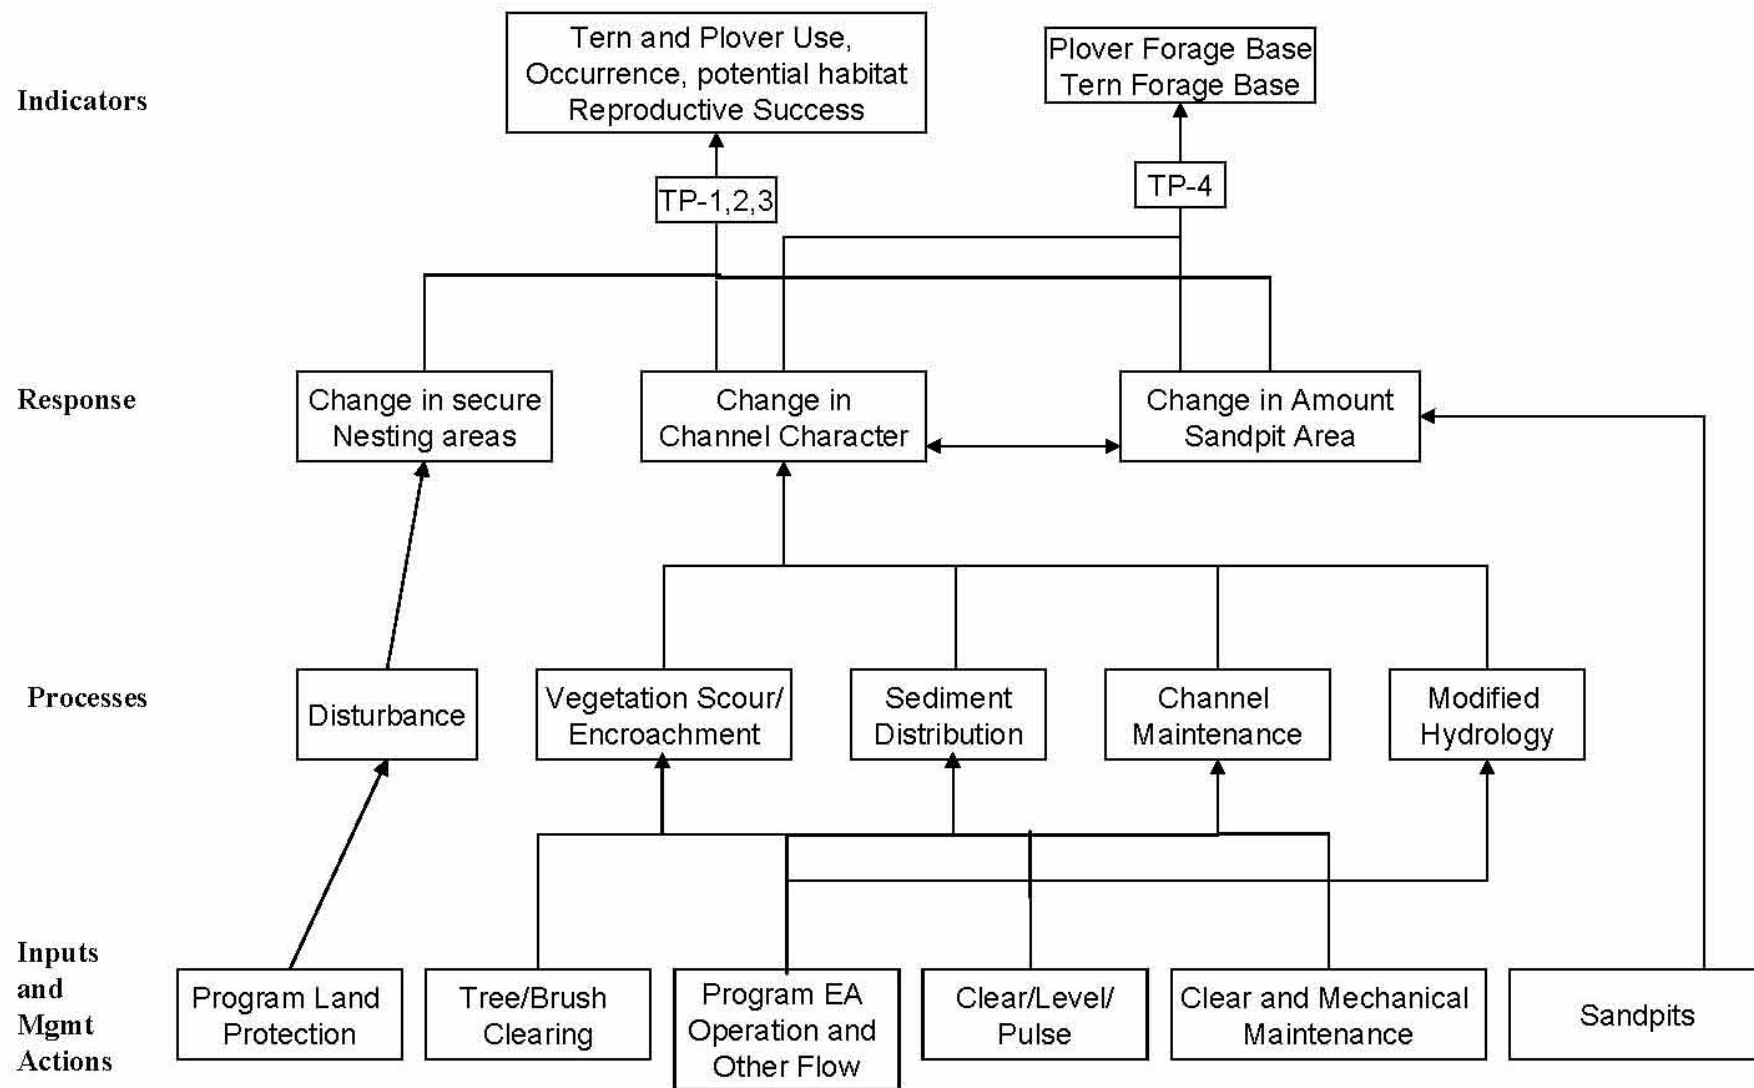 Indicators
Tern and Plover Use,
Occurrence, potential habitat
Reproductive Success
Plover Forage Base
Tern Forage Base
TP-1,2,3
TP-4
Response
Change in secure
Nesting areas
Change in
Channel Character
Change in Amount
Sandpit Area
Processes
Disturbance
Vegetation Scour/
Encroachment
Sediment
Distribution
Channel
Maintenance
Modified
Hydrology
Inputs
and
Mgmt
Actions
Program Land
Protection
Tree/Brush
Clearing
Program EA
Operation and
Other Flow
Clear/Level/
Pulse
Clear and Mechanical
Maintenance
Sandpits